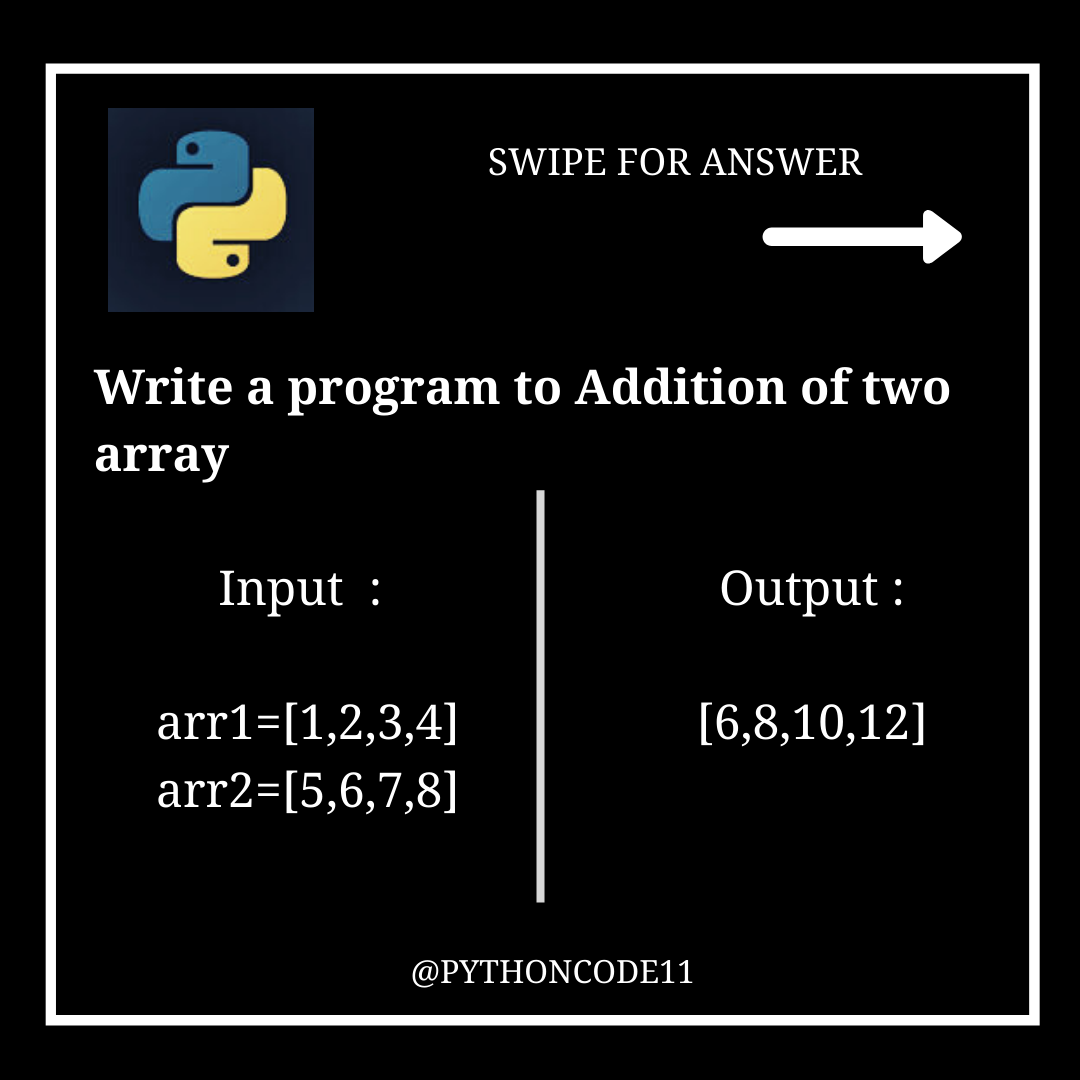 SWIPE FOR ANSWER
Write a program to Addition of two
array
Input  :
arr1=[1,2,3,4]
arr2=[5,6,7,8]
Output :
[6,8,10,12]
@PYTHONCODE11